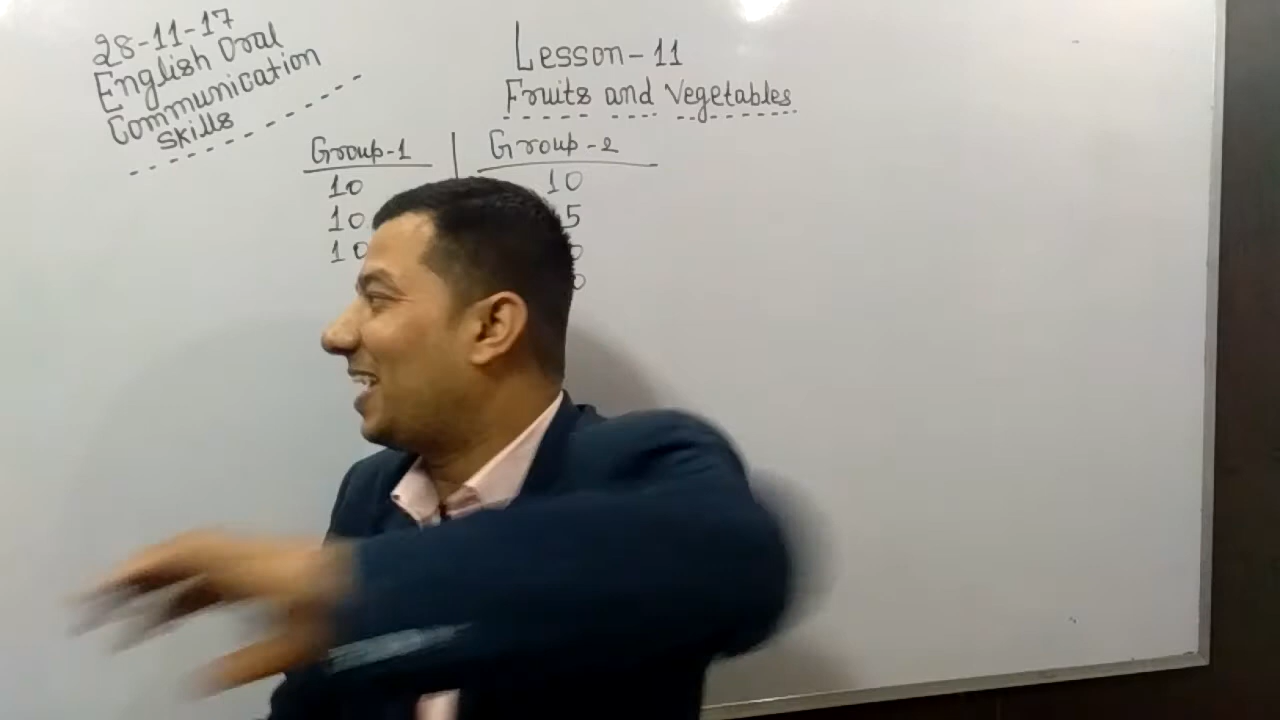 28-11-17
English Oral
Communication
Skills
Lesson-11
Fruits and Vegetables
Group-1
Group-2
10
10
10
5
10